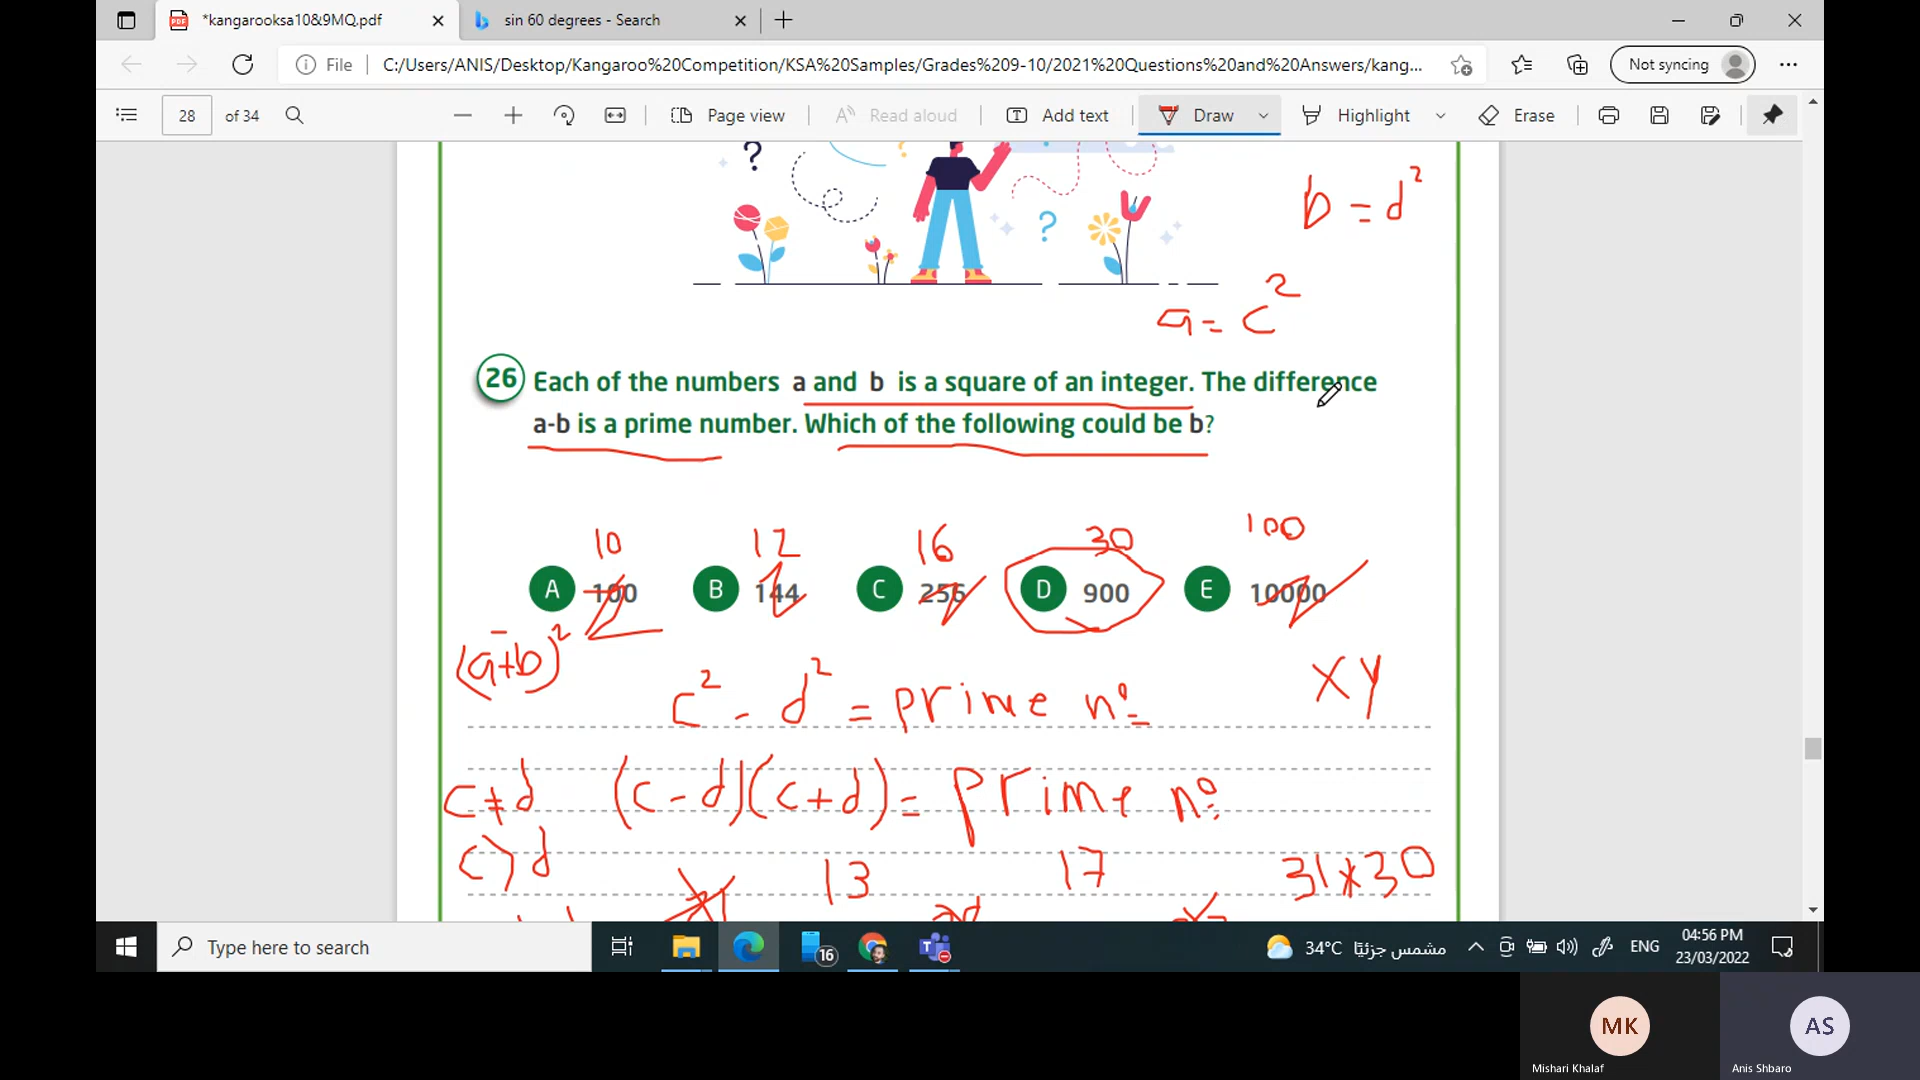 *kangarooksa10&9MQ.pdf
sin 60 degrees - Search
File
C:/Users/ANIS/Desktop/Kangaroo%20Competition/KSA%20Samples/Grades%209-10/2021%20Questions%20and%20Answers/kang...
Not syncing
28 of 34
Page view
Read aloud
Add text
Draw
Highlight
Erase
b = d²
a = c²
26 Each of the numbers a and b is a square of an integer. The difference
a-b is a prime number. Which of the following could be b?
10 12 16 30 100
A 100 B 144 C 256 D 900 E 10000
c² - d² = prime nº
XY
(c-d)(c+d) = prime nº
c > d
13 17 31 × 30
Type here to search
16
34°C مشمس جزئيًا
ENG
04:56 PM
23/03/2022
MK
AS
Mishari Khalaf
Anis Shbaro